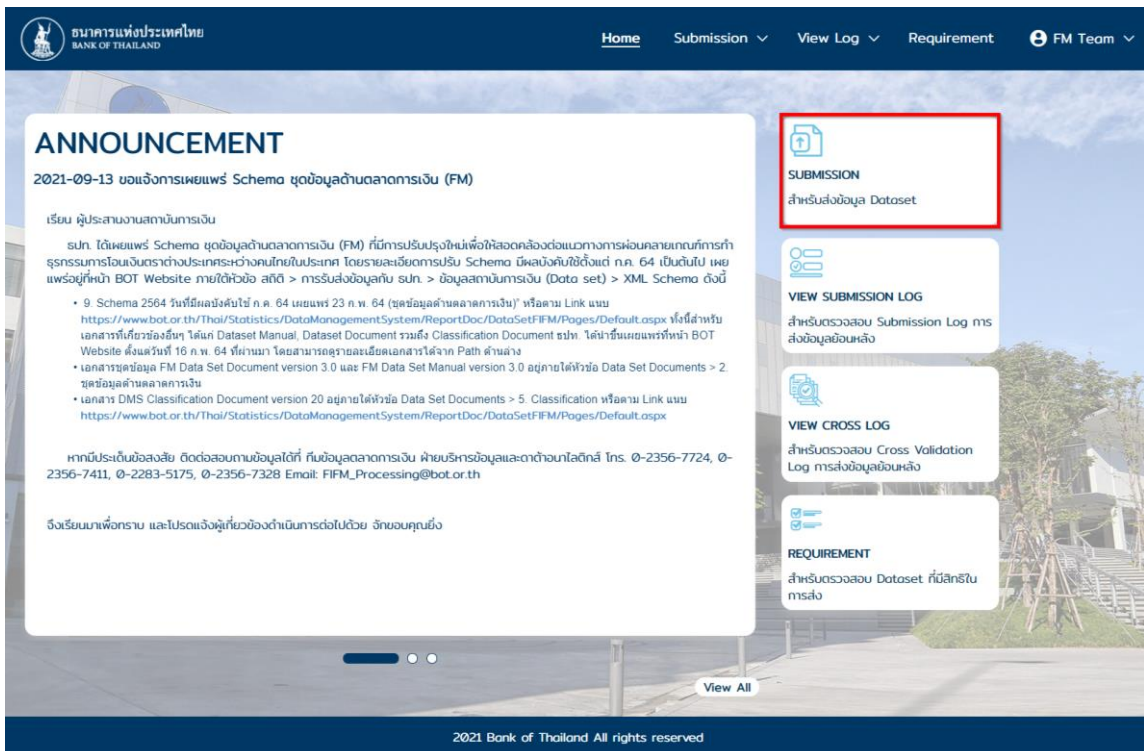 ธนาคารแห่งประเทศไทย
BANK OF THAILAND
Home
Submission
View Log
Requirement
FM Team
ANNOUNCEMENT
2021-09-13 ขอแจ้งการเผยแพร่ Schema ชุดข้อมูลด้านตลาดการเงิน (FM)
เรียน ผู้ประสานงานสถาบันการเงิน
ธปท. ได้เผยแพร่ Schema ชุดข้อมูลด้านตลาดการเงิน (FM) ที่มีการปรับปรุงใหม่เพื่อให้สอดคล้องต่อแนวทางการผ่อนคลายเกณฑ์การทำ
ธุรกรรมการโอนเงินตราต่างประเทศระหว่างคนไทยในประเทศ โดยรายละเอียดการปรับ Schema มีผลบังคับใช้ตั้งแต่ ก.ค. 64 เป็นต้นไป เผย
แพร่อยู่ที่หน้า BOT Website ภายใต้หัวข้อ สถิติ > การรับส่งข้อมูลกับ ธปท. > ข้อมูลสถาบันการเงิน (Data set) > XML Schema ดังนี้
• 9. Schema 2564 วันที่มีผลบังคับใช้ ก.ค. 64 เผยแพร่ 23 ก.พ. 64 (ชุดข้อมูลด้านตลาดการเงิน)" หรือตาม Link แนบ
https://www.bot.or.th/Thai/Statistics/DataManagementSystem/ReportDoc/DataSetFIFM/Pages/Default.aspx ทั้งนี้สำหรับ
เอกสารที่เกี่ยวข้องอื่นๆ ได้แก่ Dataset Manual, Dataset Document รวมถึง Classification Document ธปท. ได้นำขึ้นเผยแพร่ที่หน้า BOT
Website ตั้งแต่วันที่ 16 ก.พ. 64 ที่ผ่านมา โดยสามารถดูรายละเอียดเอกสารได้จาก Path ด้านล่าง
• เอกสารชุดข้อมูล FM Data Set Document version 3.0 และ FM Data Set Manual version 3.0 อยู่ภายใต้หัวข้อ Data Set Documents > 2.
ชุดข้อมูลด้านตลาดการเงิน
• เอกสาร DMS Classification Document version 20 อยู่ภายใต้หัวข้อ Data Set Documents > 5. Classification หรือตาม Link แนบ
https://www.bot.or.th/Thai/Statistics/DataManagementSystem/ReportDoc/DataSetFIFM/Pages/Default.aspx
หากมีประเด็นข้อสงสัย ติดต่อสอบถามข้อมูลได้ที่ ทีมข้อมูลตลาดการเงิน ฝ่ายบริหารข้อมูลและดาต้าอนาไลติกส์ โทร. 0-2356-7724, 0-
2356-7411, 0-2283-5175, 0-2356-7328 Email: FIFM_Processing@bot.or.th
จึงเรียนมาเพื่อทราบ และโปรดแจ้งผู้เกี่ยวข้องดำเนินการต่อไปด้วย จักขอบคุณยิ่ง
SUBMISSION
สำหรับส่งข้อมูล Dataset
VIEW SUBMISSION LOG
สำหรับตรวจสอบ Submission Log การ
ส่งข้อมูลย้อนหลัง
VIEW CROSS LOG
สำหรับตรวจสอบ Cross Validation
Log การส่งข้อมูลย้อนหลัง
REQUIREMENT
สำหรับตรวจสอบ Dataset ที่มีสิทธิใน
การส่ง
View All
2021 Bank of Thailand All rights reserved